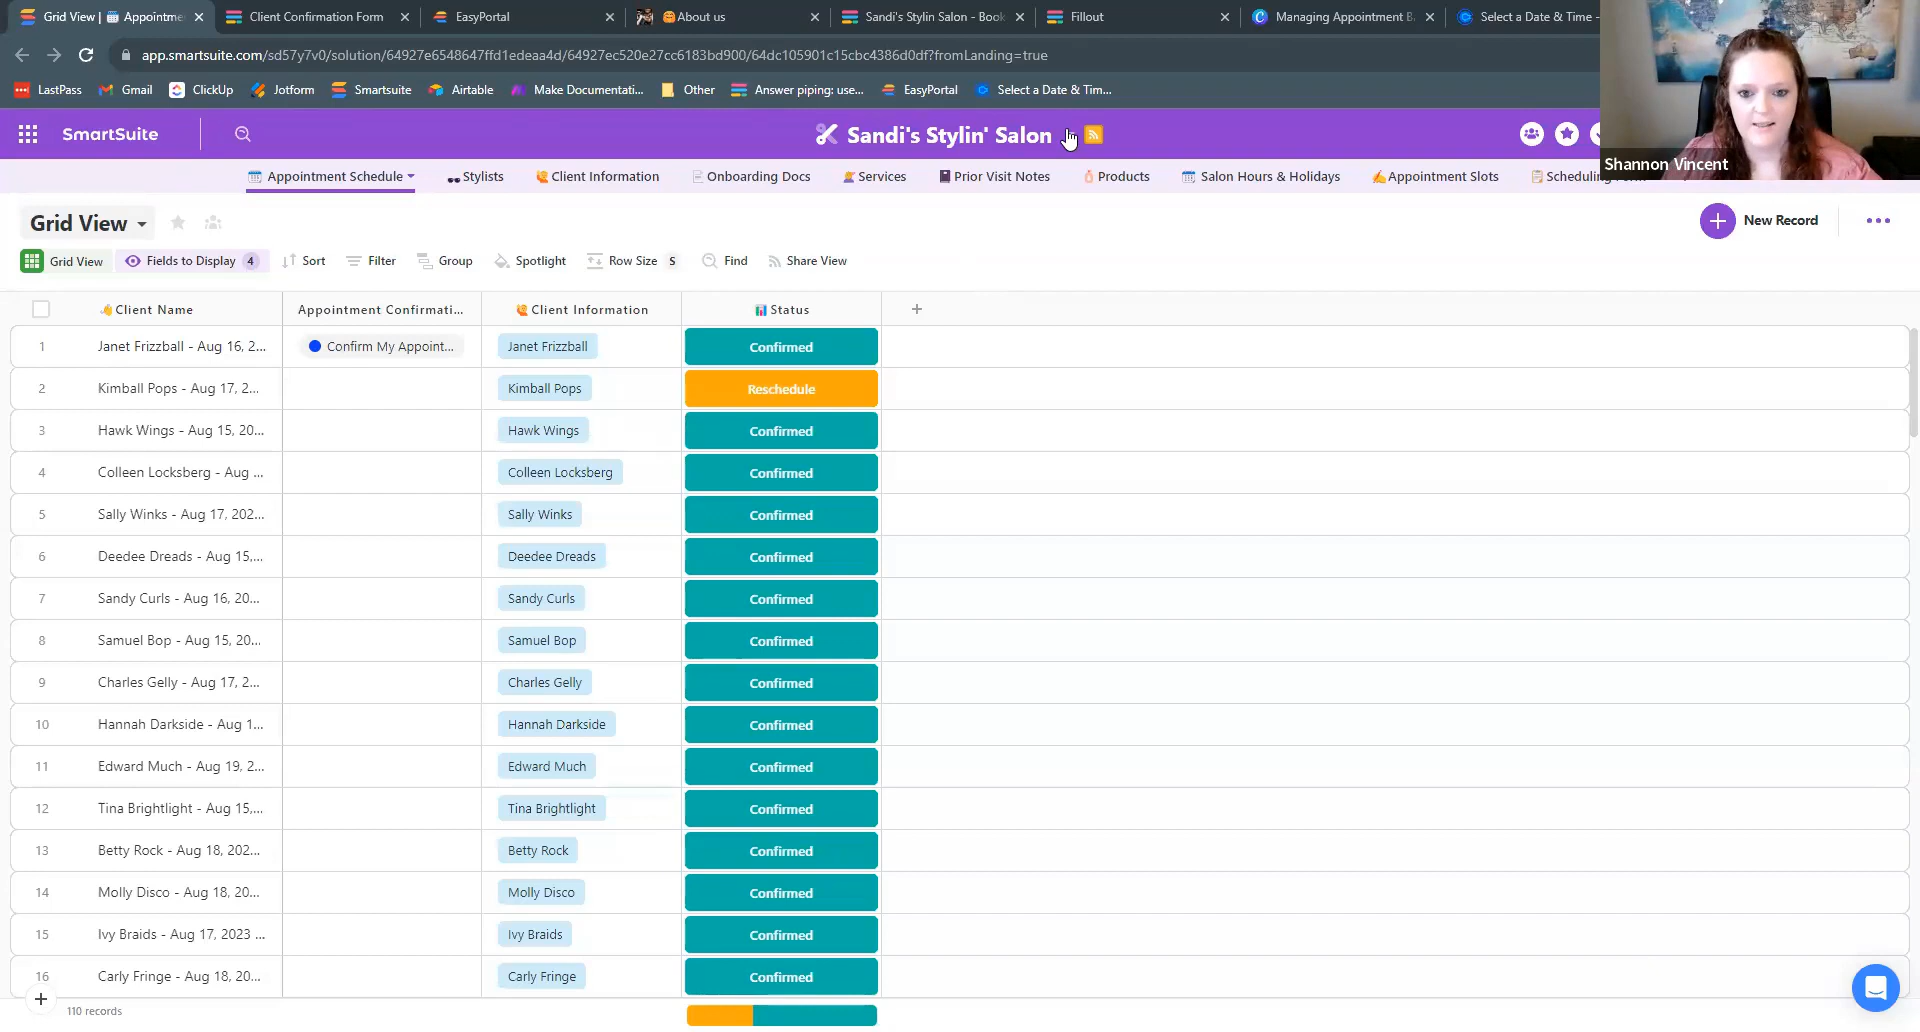 Grid View | Appointme
Client Confirmation Form
EasyPortal
About us
Sandi's Stylin Salon - Book
Fillout
Managing Appointment B
Select a Date & Time -
app.smartsuite.com/sd57y7v0/solution/64927e6548647ffd1edeaa4d/64927ec520e27cc6183bd900/64dc105901c15cbc4386d0df?fromLanding=true
LastPass
Gmail
ClickUp
Jotform
Smartsuite
Airtable
Make Documentati...
Other
Answer piping: use...
EasyPortal
Select a Date & Tim...
SmartSuite
Sandi's Stylin' Salon
Shannon Vincent
Appointment Schedule
Stylists
Client Information
Onboarding Docs
Services
Prior Visit Notes
Products
Salon Hours & Holidays
Appointment Slots
Scheduling
Grid View
New Record
Grid View
Fields to Display 4
Sort
Filter
Group
Spotlight
Row Size S
Find
Share View
Client Name
Appointment Confirmati...
Client Information
Status
1 Janet Frizzball - Aug 16, 2... Confirm My Appoint... Janet Frizzball Confirmed
2 Kimball Pops - Aug 17, 2... Kimball Pops Reschedule
3 Hawk Wings - Aug 15, 20... Hawk Wings Confirmed
4 Colleen Locksberg - Aug ... Colleen Locksberg Confirmed
5 Sally Winks - Aug 17, 202... Sally Winks Confirmed
6 Deedee Dreads - Aug 15,... Deedee Dreads Confirmed
7 Sandy Curls - Aug 16, 20... Sandy Curls Confirmed
8 Samuel Bop - Aug 15, 20... Samuel Bop Confirmed
9 Charles Gelly - Aug 17, 2... Charles Gelly Confirmed
10 Hannah Darkside - Aug 1... Hannah Darkside Confirmed
11 Edward Much - Aug 19, 2... Edward Much Confirmed
12 Tina Brightlight - Aug 15,... Tina Brightlight Confirmed
13 Betty Rock - Aug 18, 202... Betty Rock Confirmed
14 Molly Disco - Aug 18, 20... Molly Disco Confirmed
15 Ivy Braids - Aug 17, 2023 ... Ivy Braids Confirmed
16 Carly Fringe - Aug 18, 20... Carly Fringe Confirmed
110 records